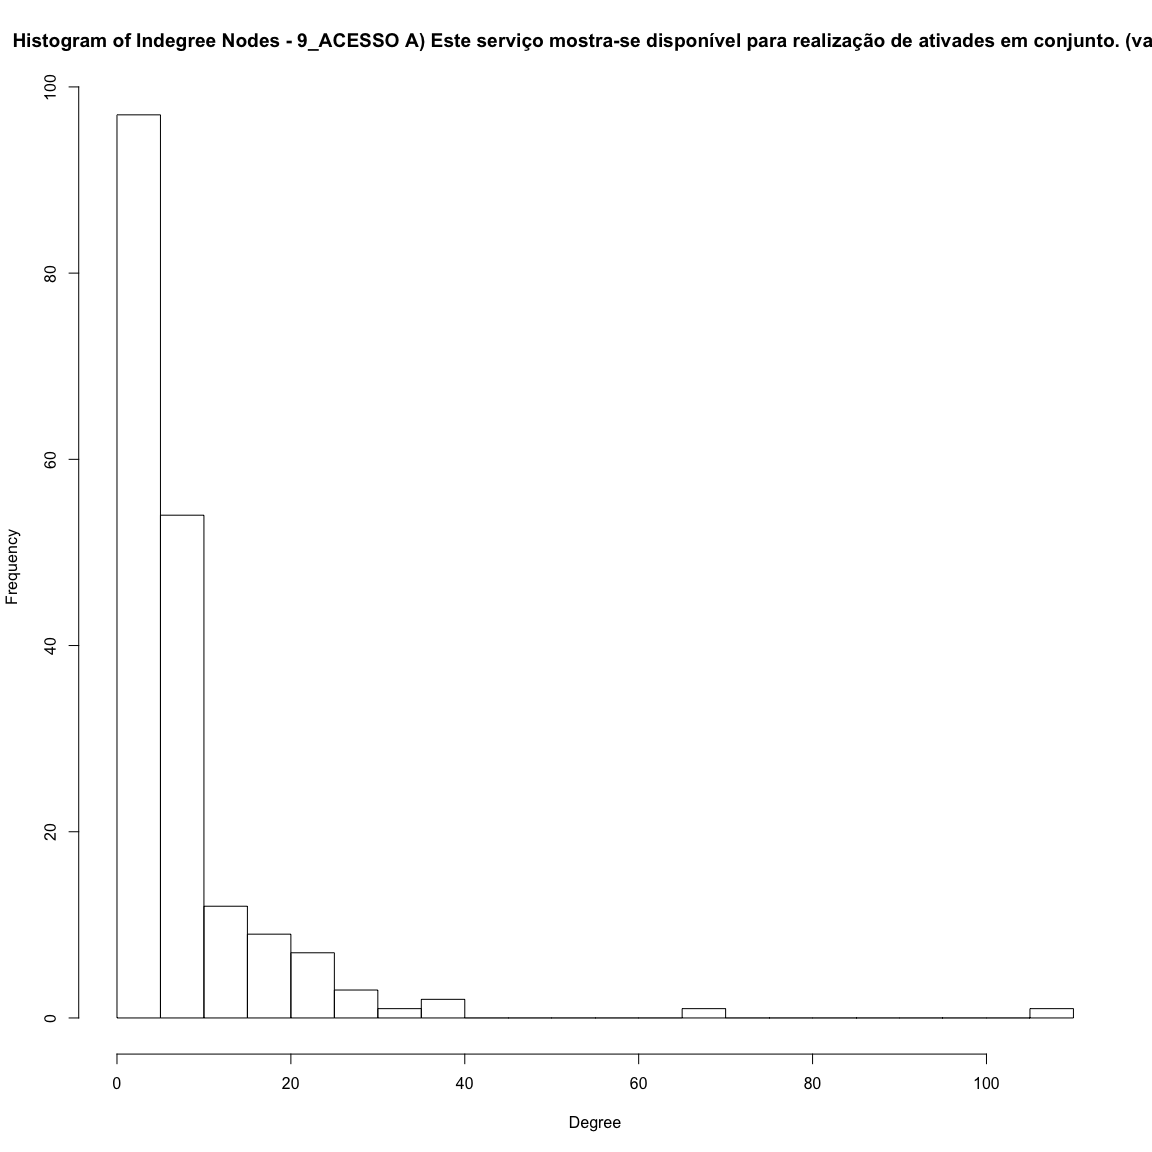 Histogram of Indegree Nodes - 9_ACESSO A) Este serviço mostra-se disponível para realização de ativades em conjunto. (va
100
80
60
40
20
0
Frequency
0 20 40 60 80 100
Degree